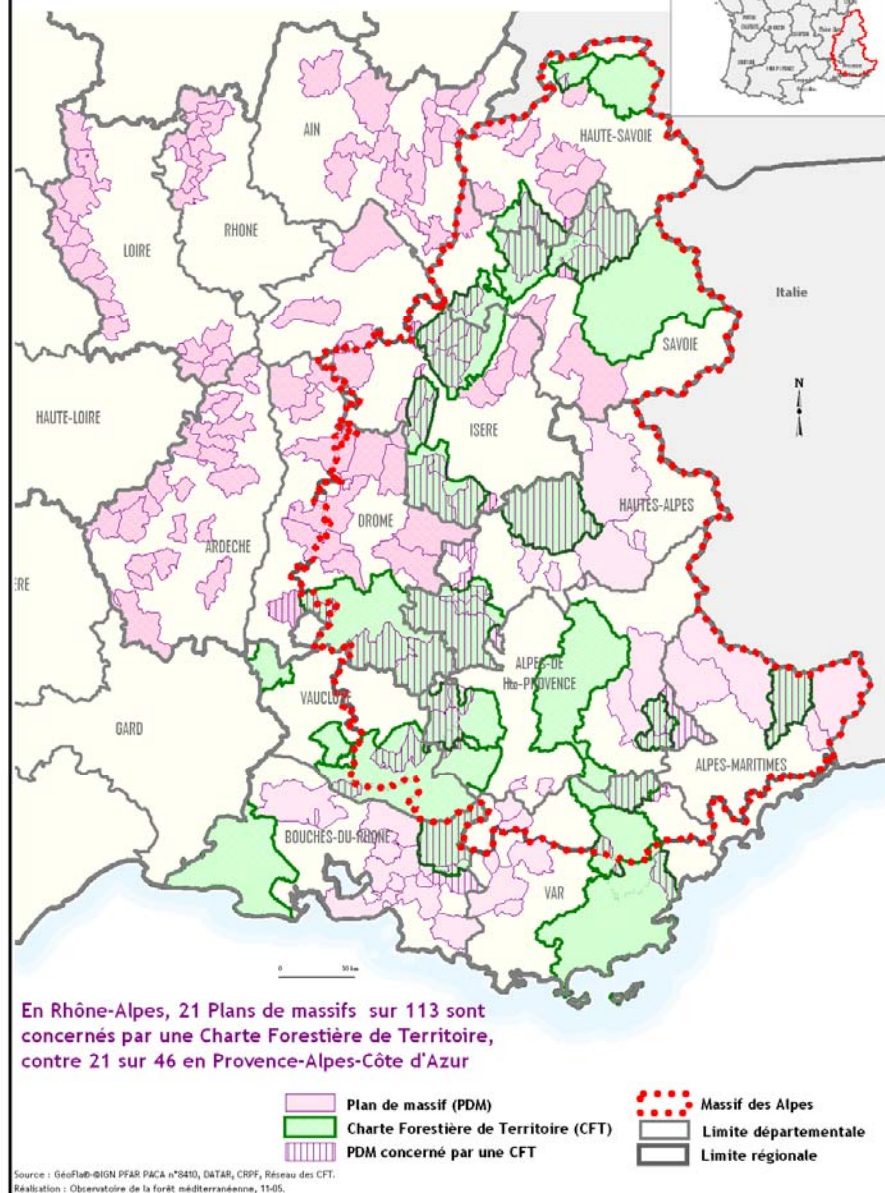 AIN
HAUTE-SAVOIE
RHONE
LOIRE
Italie
SAVOIE
N
HAUTE-LOIRE
ISERE
HAUTES-ALPES
DROME
ARDECHE
ALPES-DE
Hte-PROVENCE
VAUCLUSE
GARD
ALPES-MARITIMES
BOUCHES-DU-RHONE
VAR
En Rhône-Alpes, 21 Plans de massifs sur 113 sont
concernés par une Charte Forestière de Territoire,
contre 21 sur 46 en Provence-Alpes-Côte d'Azur
Plan de massif (PDM)
Charte Forestière de Territoire (CFT)
PDM concerné par une CFT
Massif des Alpes
Limite départementale
Limite régionale
Source : GéoFla®-©IGN PFAR PACA n°8410, DATAR, CRPF, Réseau des CFT.
Réalisation : Observatoire de la forêt méditerranéenne, 11-05.